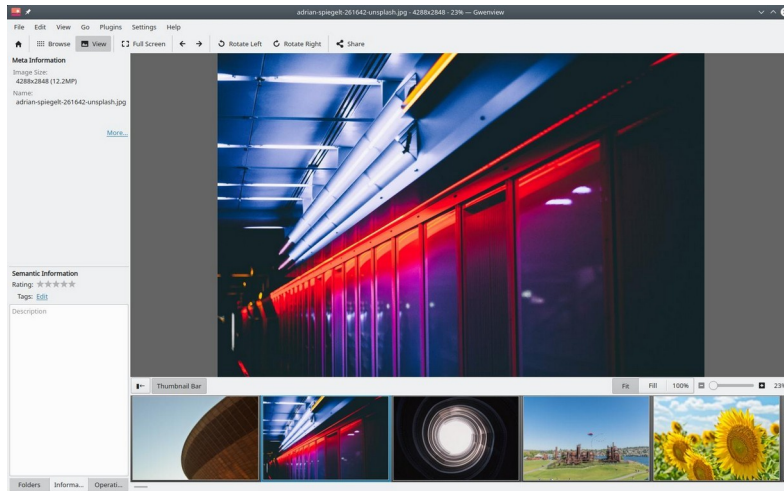 adrian-spiegelt-261642-unsplash.jpg - 4288x2848 - 23% — Gwenview
File Edit View Go Plugins Settings Help
Browse View Full Screen Rotate Left Rotate Right Share
Meta Information
Image Size:
4288x2848 (12.2MP)
Name:
adrian-spiegelt-261642-unsplash.jpg
More...
Semantic Information
Rating:
Tags: Edit
Description
Thumbnail Bar Fit Fill 100% 23%
Folders Informa... Operati...